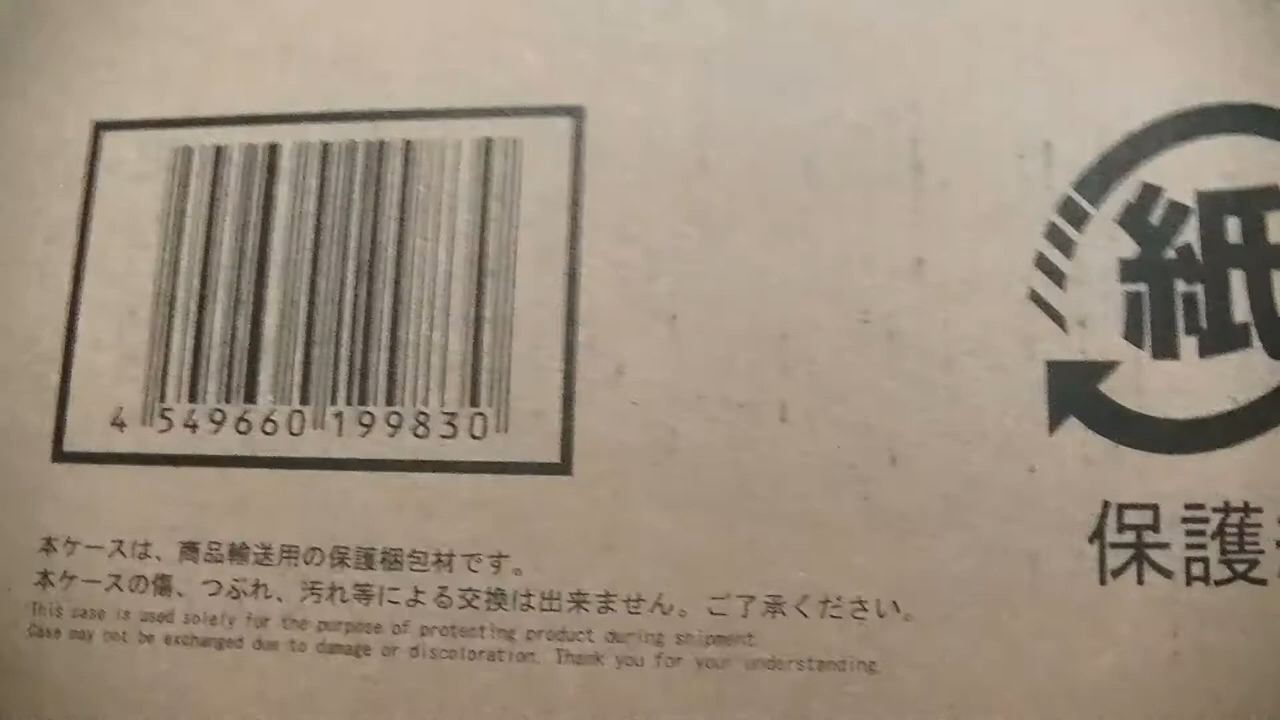 4 549660 199830
紙
保護
本ケースは、商品輸送用の保護梱包材です。
本ケースの傷、つぶれ、汚れ等による交換は出来ません。ご了承ください。
This case is used solely for the purpose of protecting product during shipment.
Case may not be exchanged due to damage or discoloration. Thank you for your understanding.